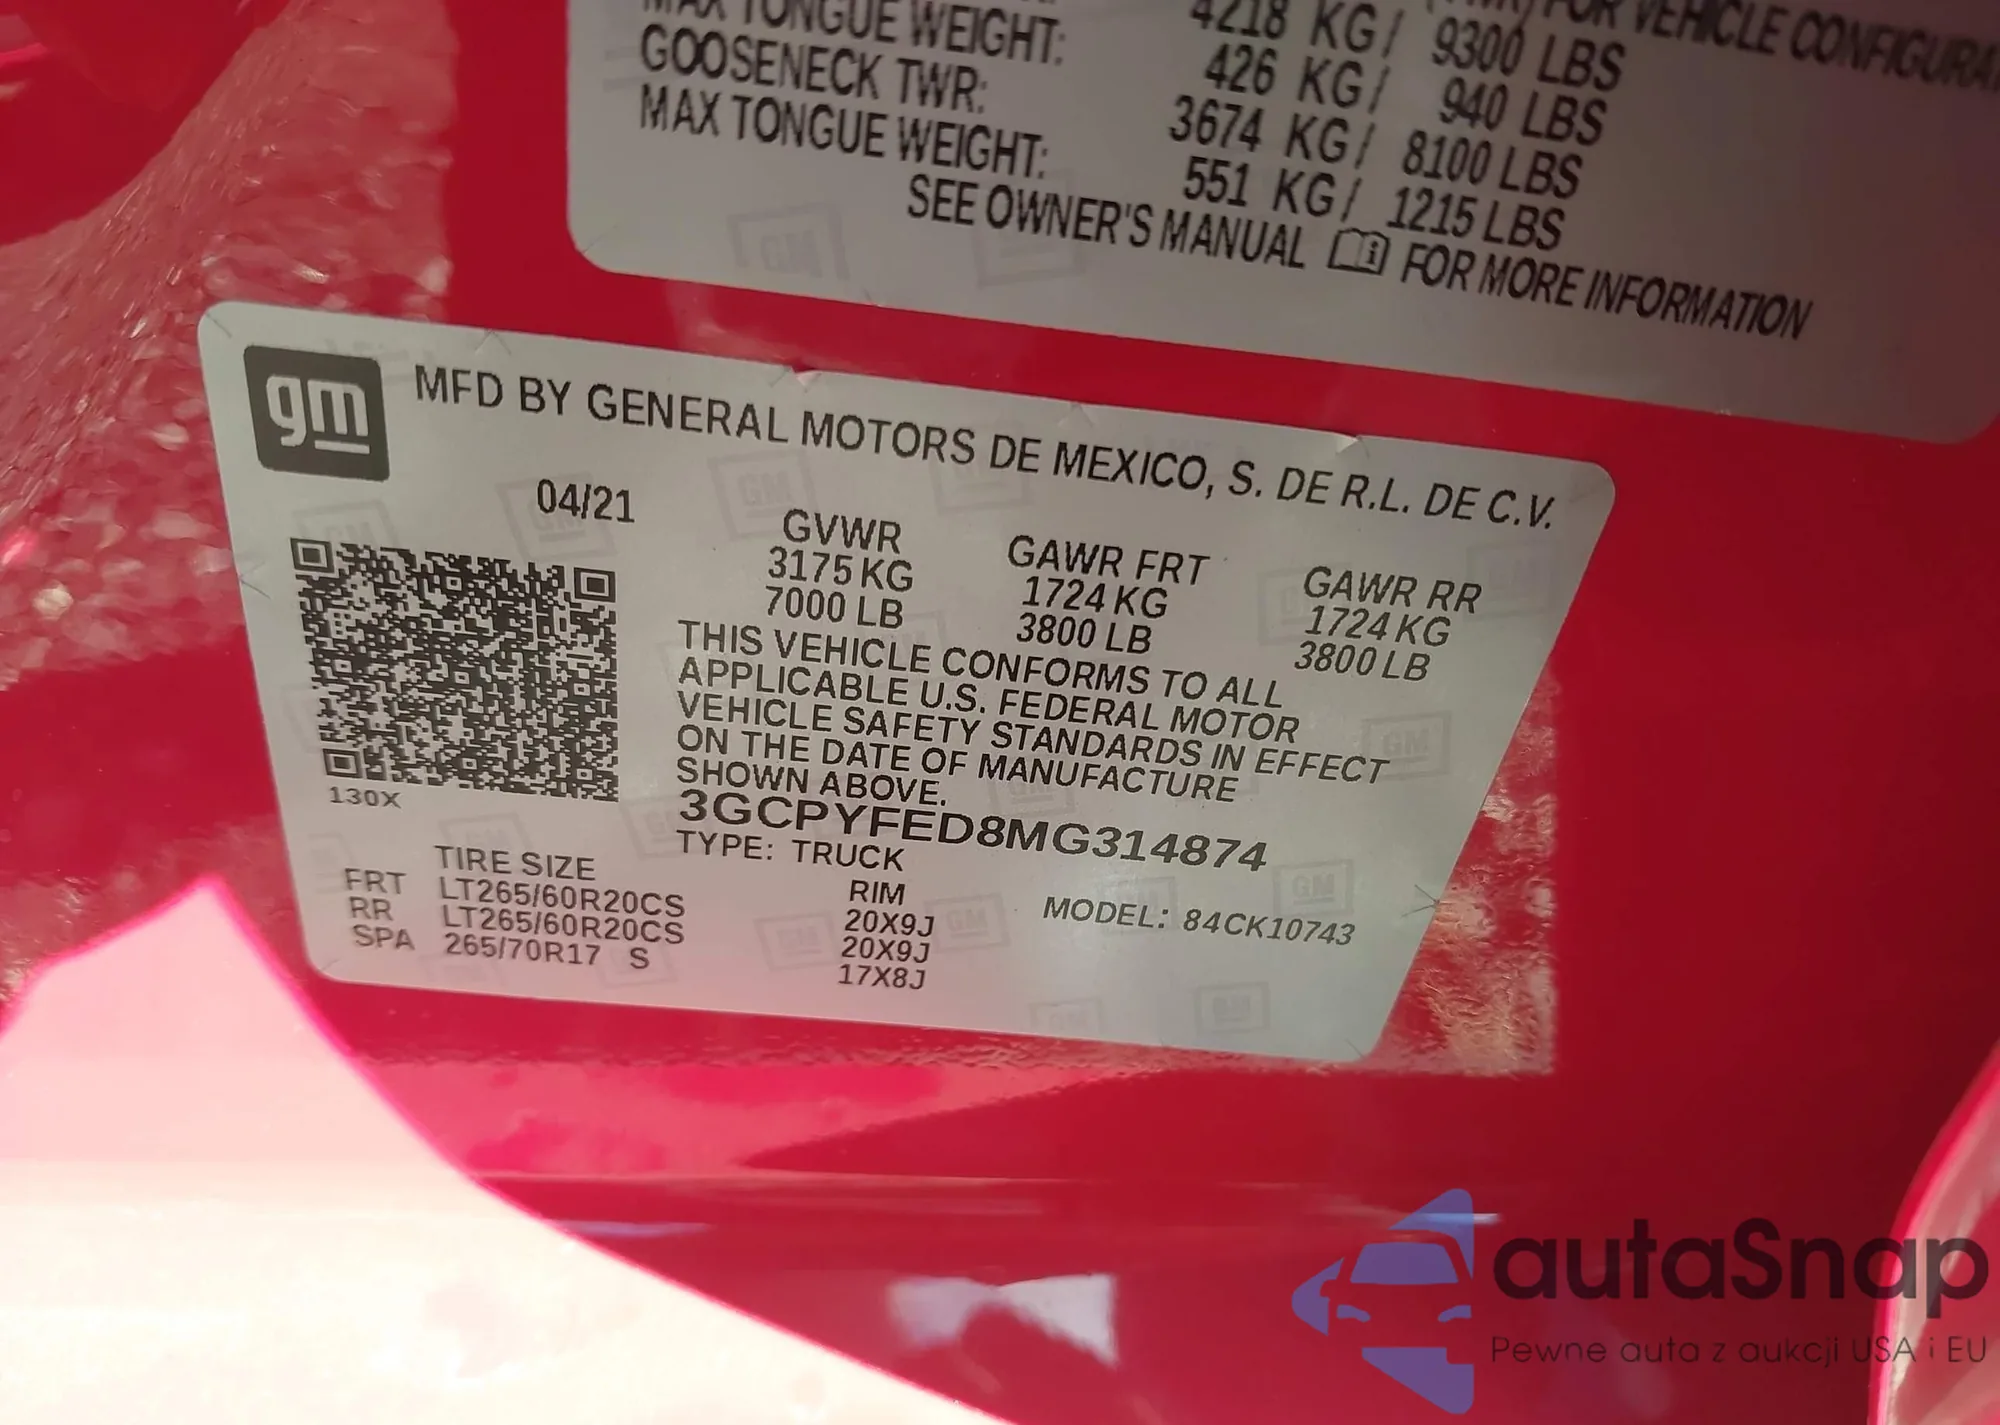 MAX TONGUE WEIGHT: 4218 KG/ 9300 LBS
(TWR) FOR VEHICLE CONFIGURA
GOOSENECK TWR: 426 KG/ 940 LBS
MAX TONGUE WEIGHT: 3674 KG/ 8100 LBS
551 KG/ 1215 LBS
SEE OWNER'S MANUAL FOR MORE INFORMATION
gm
MFD BY GENERAL MOTORS DE MEXICO, S. DE R.L. DE C.V.
04/21
GVWR GAWR FRT GAWR RR
3175 KG 1724 KG 1724 KG
7000 LB 3800 LB 3800 LB
THIS VEHICLE CONFORMS TO ALL
APPLICABLE U.S. FEDERAL MOTOR
VEHICLE SAFETY STANDARDS IN EFFECT
ON THE DATE OF MANUFACTURE
SHOWN ABOVE.
130X
3GCPYFED8MG314874
TYPE: TRUCK
TIRE SIZE RIM
FRT LT265/60R20CS 20X9J
RR LT265/60R20CS 20X9J
SPA 265/70R17 S 17X8J
MODEL: 84CK10743
autaSnap
Pewne auta z aukcji USA i EU